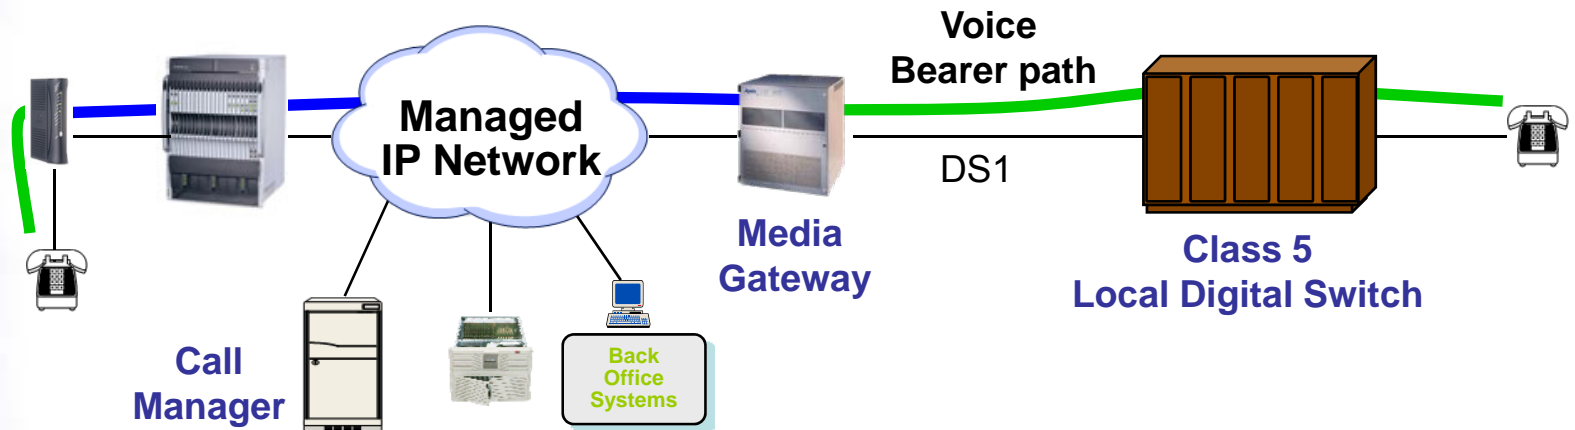 Voice
Bearer path
Managed
IP Network
DS1
Media
Gateway
Class 5
Local Digital Switch
Call
Manager
Back
Office
Systems